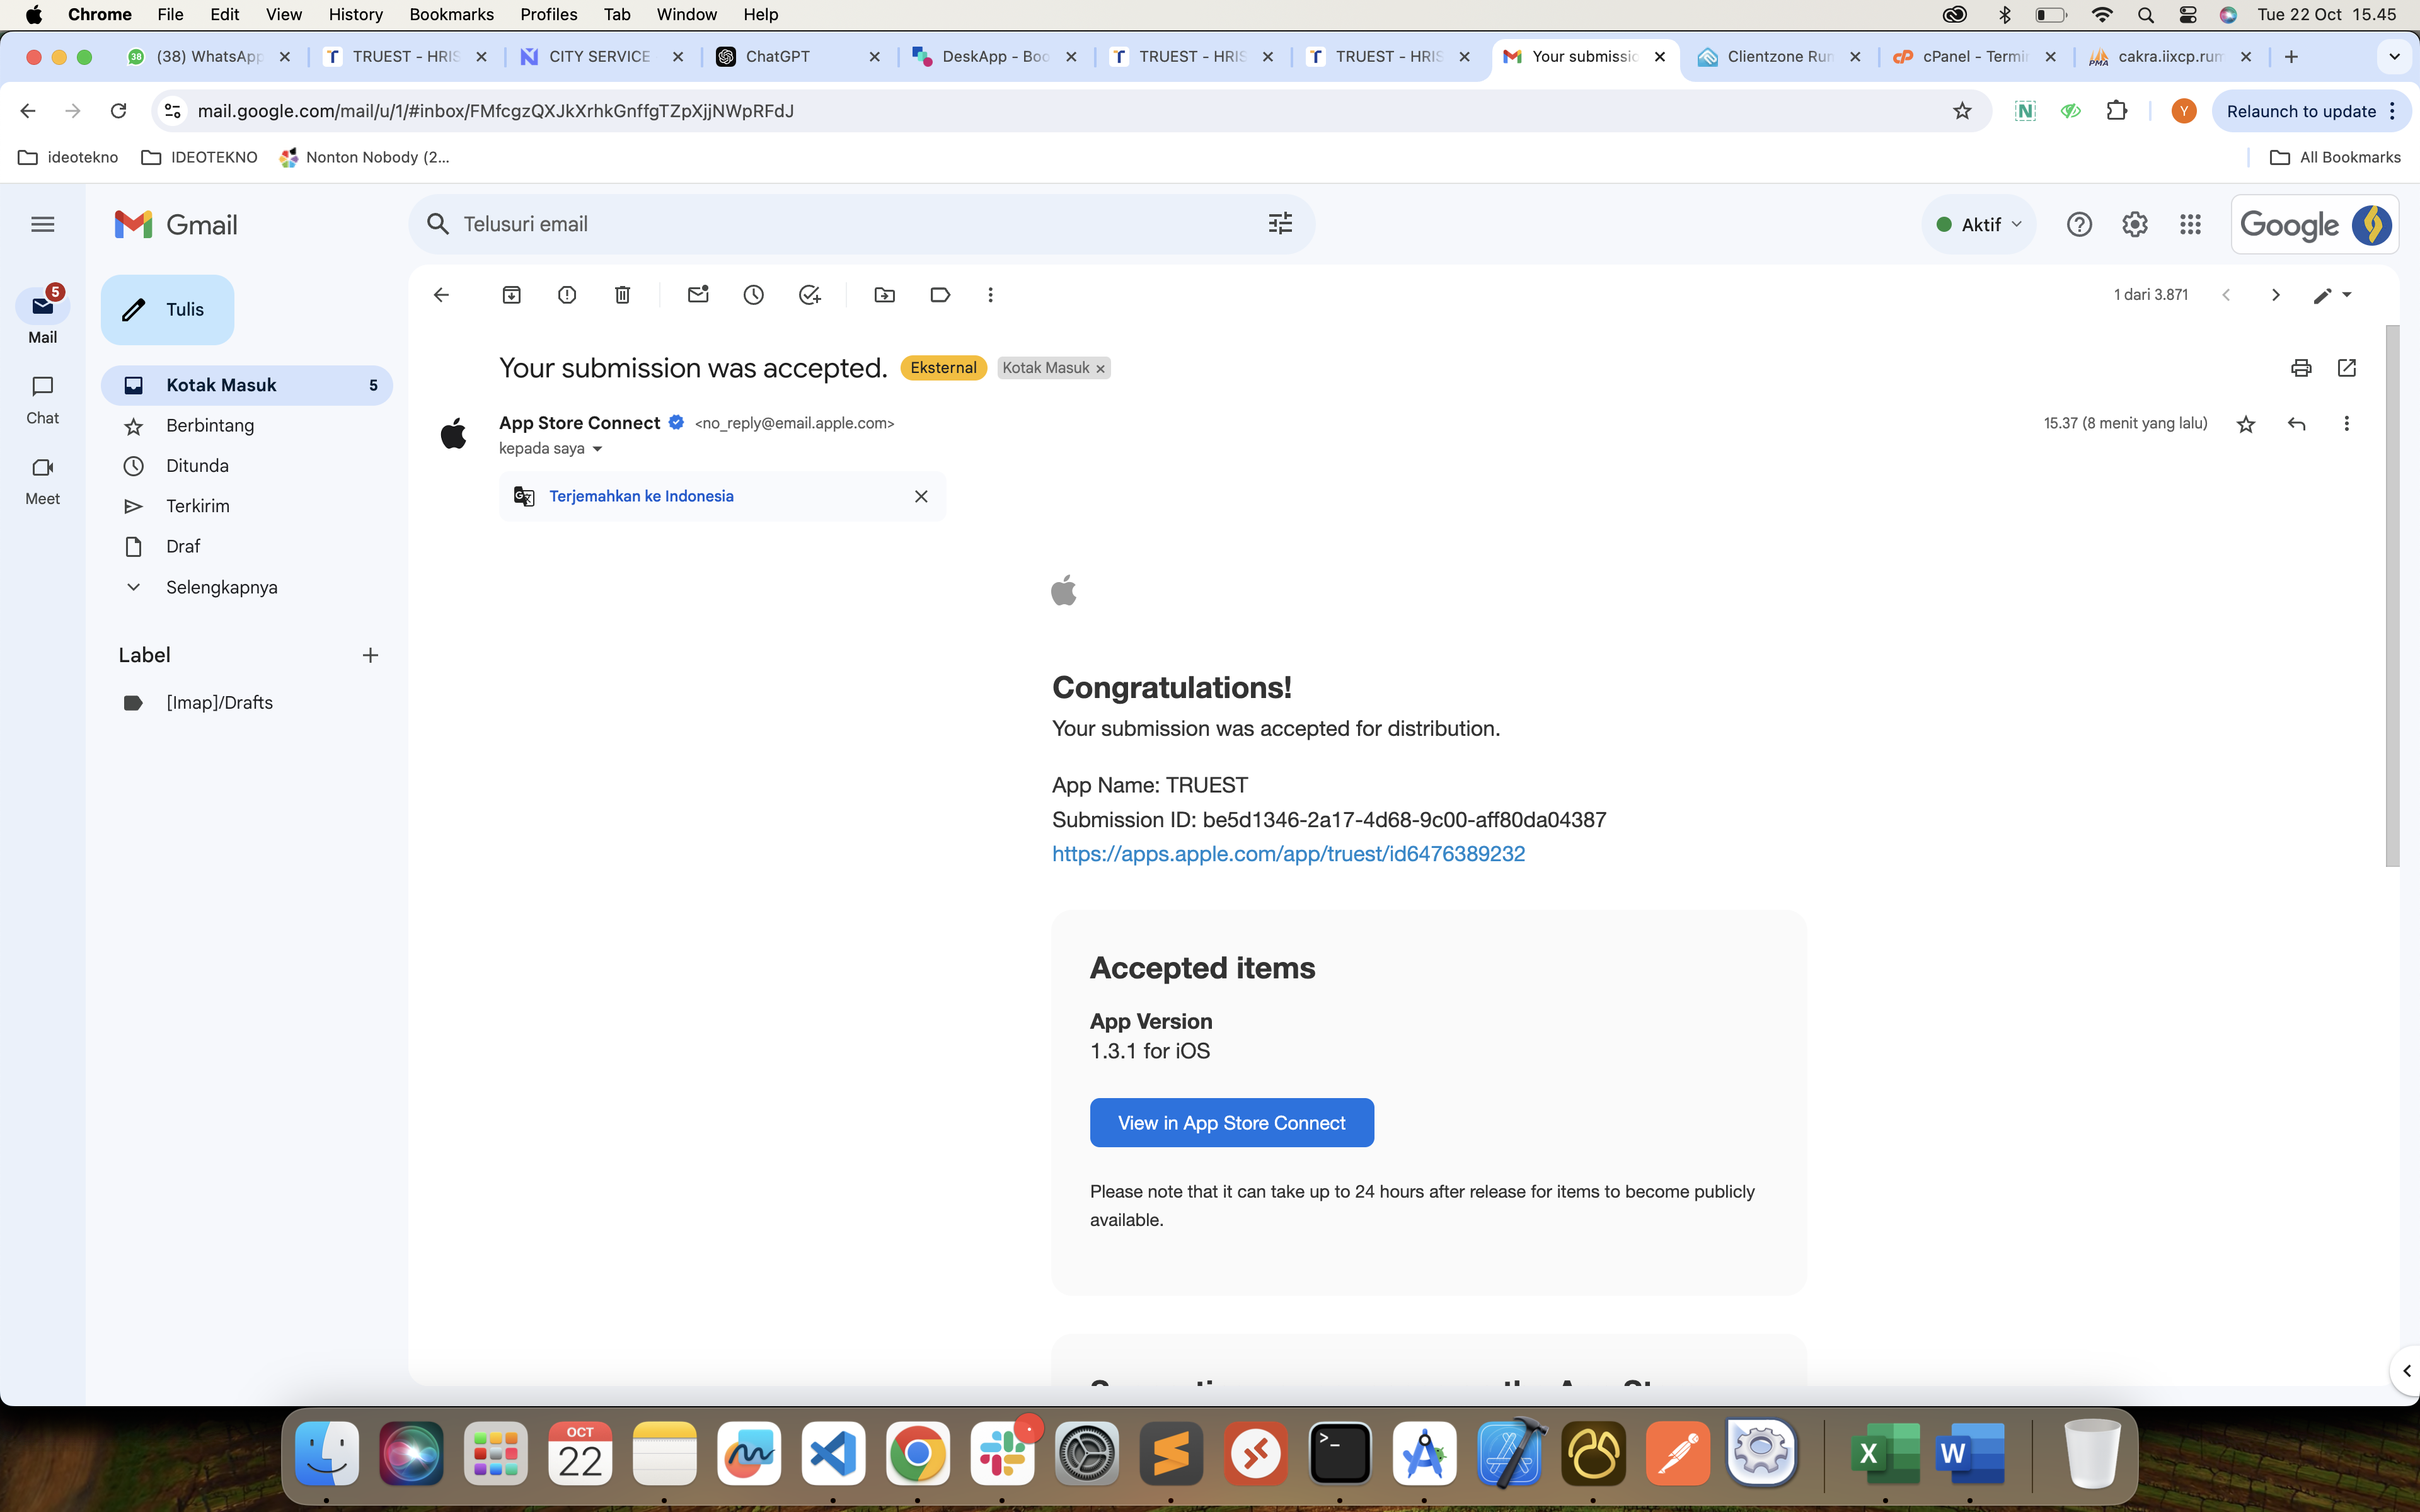 Chrome File Edit View History Bookmarks Profiles Tab Window Help Tue 22 Oct 15.45
38 (38) WhatsApp TRUEST - HRIS CITY SERVICE ChatGPT DeskApp - Boo TRUEST - HRIS TRUEST - HRIS Your submissic Clientzone Rum cPanel - Termin cakra.iixcp.rum
mail.google.com/mail/u/1/#inbox/FMfcgzQXJkXrhkGnffgTZpXjjNWpRFdJ Y Relaunch to update
ideotekno IDEOTEKNO Nonton Nobody (2... All Bookmarks
Gmail Telusuri email Aktif Google
5
Mail
Chat
Meet
Tulis
Kotak Masuk 5
Berbintang
Ditunda
Terkirim
Draf
Selengkapnya
Label
[Imap]/Drafts
1 dari 3.871
Your submission was accepted. Eksternal Kotak Masuk
App Store Connect <no_reply@email.apple.com> 15.37 (8 menit yang lalu)
kepada saya
Terjemahkan ke Indonesia
Congratulations!
Your submission was accepted for distribution.
App Name: TRUEST
Submission ID: be5d1346-2a17-4d68-9c00-aff80da04387
https://apps.apple.com/app/truest/id6476389232
Accepted items
App Version
1.3.1 for iOS
View in App Store Connect
Please note that it can take up to 24 hours after release for items to become publicly
available.
OCT
22
X
W